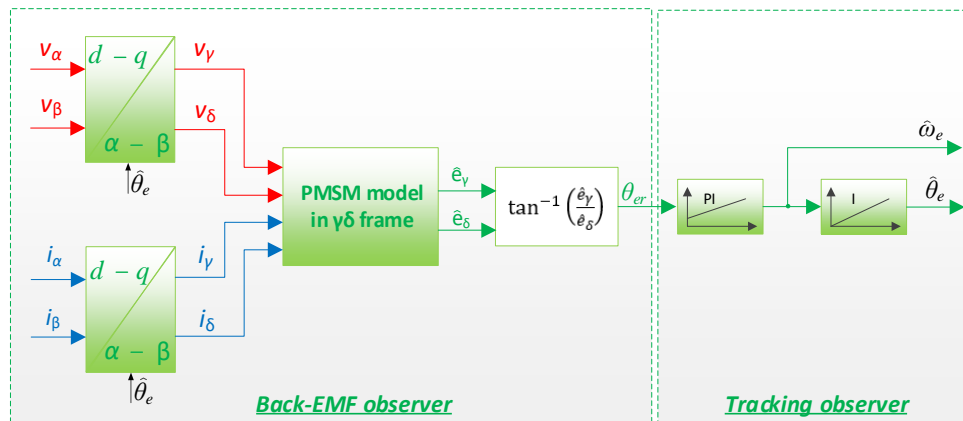 vα
vβ
d - q
α - β
θ̂e
vγ
vδ
iα
iβ
d - q
α - β
θ̂e
iγ
iδ
PMSM model
in γδ frame
êγ
êδ
tan⁻¹(êγ/êδ)
θer
Back-EMF observer
PI
I
ω̂e
θ̂e
Tracking observer